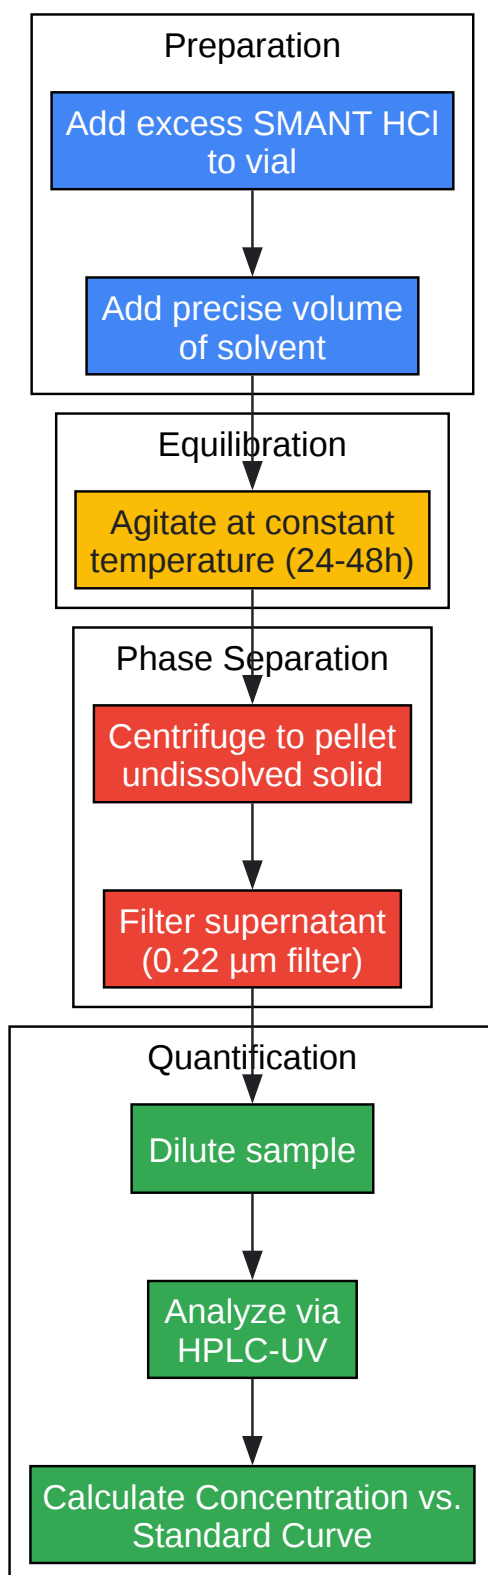 Preparation
Add excess SMANT HCl
to vial
Add precise volume
of solvent
Equilibration
Agitate at constant
temperature (24-48h)
Phase Separation
Centrifuge to pellet
undissolved solid
Filter supernatant
(0.22 µm filter)
Quantification
Dilute sample
Analyze via
HPLC-UV
Calculate Concentration vs.
Standard Curve